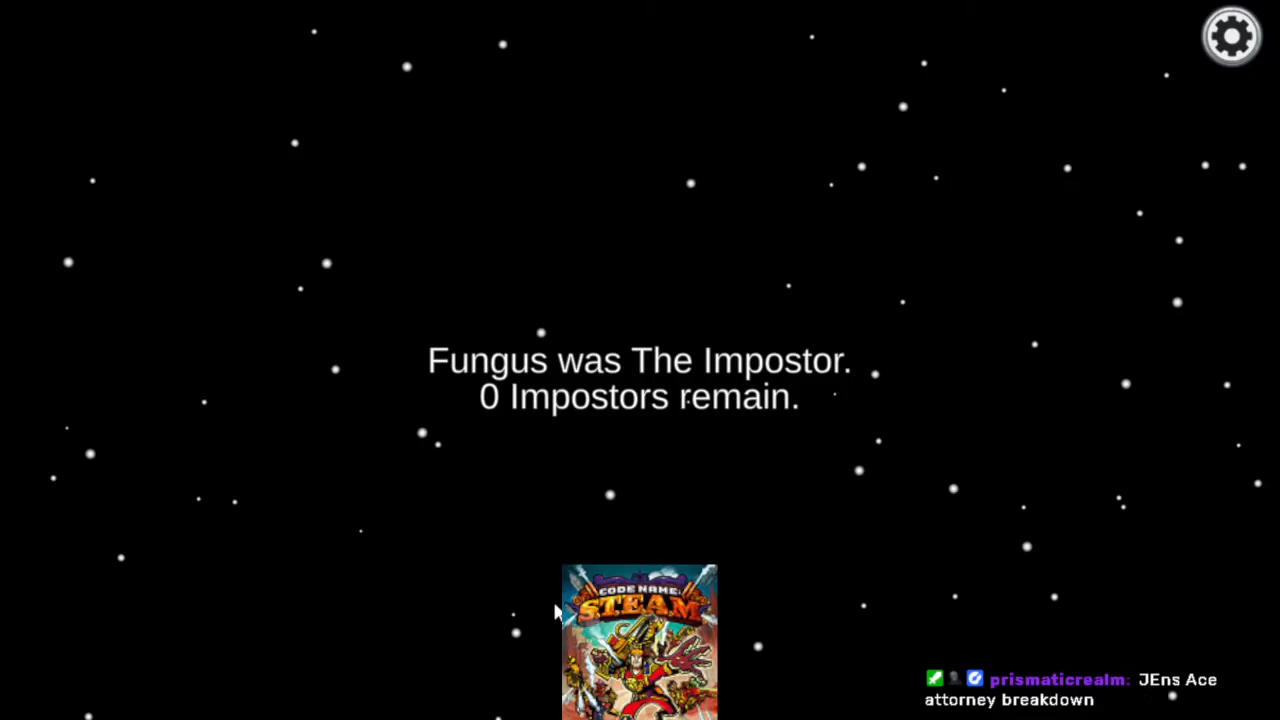 Fungus was The Impostor.
0 Impostors remain.
CODE NAME:
S.T.E.A.M.
prismaticrealm: JEns Ace
attorney breakdown